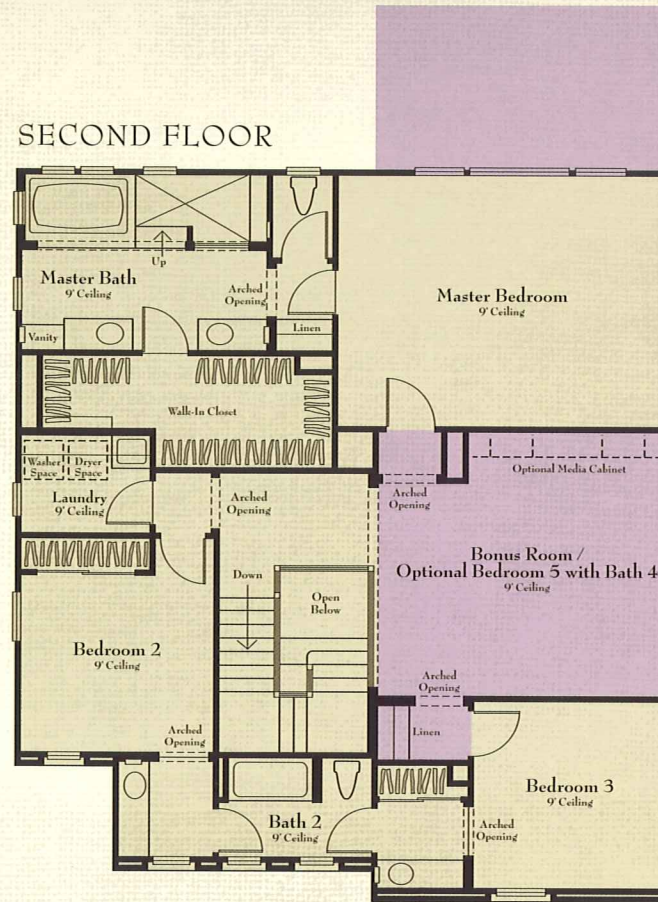 SECOND FLOOR
Up
Master Bath
9' Ceiling
Arched
Opening
Master Bedroom
9' Ceiling
Vanity
Linen
Walk-In Closet
Washer
Space
Dryer
Space
Laundry
9' Ceiling
Arched
Opening
Arched
Opening
Optional Media Cabinet
Bonus Room /
Optional Bedroom 5 with Bath 4
9' Ceiling
Down
Open
Below
Bedroom 2
9' Ceiling
Arched
Opening
Arched
Opening
Linen
Bedroom 3
9' Ceiling
Bath 2
9' Ceiling
Arched
Opening